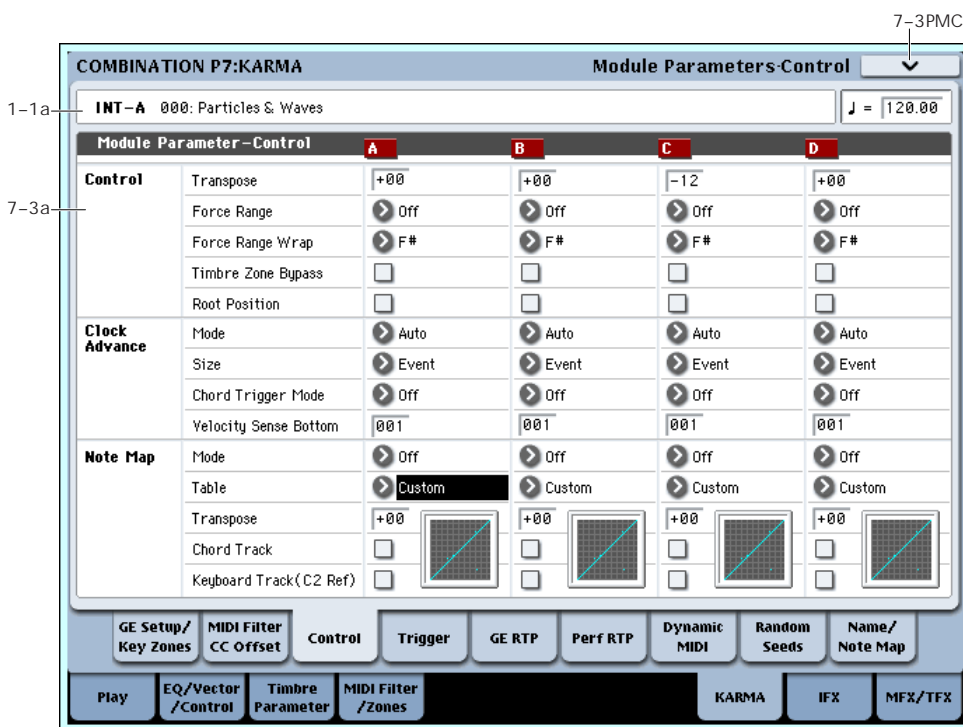 7-3PMC
COMBINATION P7:KARMA Module Parameters-Control
1-1a
INT-A 000: Particles & Waves ♩ = 120.00
Module Parameter-Control A B C D
7-3a
Control Transpose +00 +00 -12 +00
Force Range Off Off Off Off
Force Range Wrap F# F# F# F#
Timbre Zone Bypass
Root Position
Clock Advance Mode Auto Auto Auto Auto
Size Event Event Event Event
Chord Trigger Mode Off Off Off Off
Velocity Sense Bottom 001 001 001 001
Note Map Mode Off Off Off Off
Table Custom Custom Custom Custom
Transpose +00 +00 +00 +00
Chord Track
Keyboard Track(C2 Ref)
GE Setup/ Key Zones MIDI Filter CC Offset Control Trigger GE RTP Perf RTP Dynamic MIDI Random Seeds Name/ Note Map
Play EQ/Vector /Control Timbre Parameter MIDI Filter /Zones KARMA IFX MFX/TFX